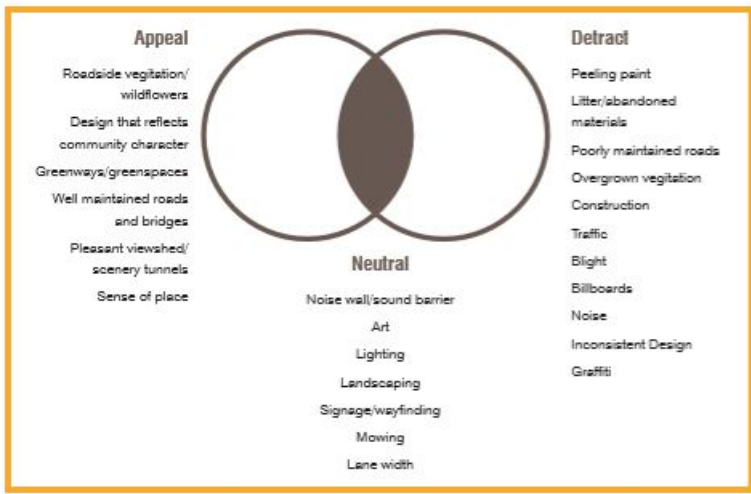 Appeal
Roadside vegitation/
wildflowers
Design that reflects
community character
Greenways/greenspaces
Well maintained roads
and bridges
Pleasant viewshed/
scenery tunnels
Sense of place
Neutral
Noise wall/sound barrier
Art
Lighting
Landscaping
Signage/wayfinding
Mowing
Lane width
Detract
Peeling paint
Litter/abandoned
materials
Poorly maintained roads
Overgrown vegitation
Construction
Traffic
Blight
Billboards
Noise
Inconsistent Design
Graffiti